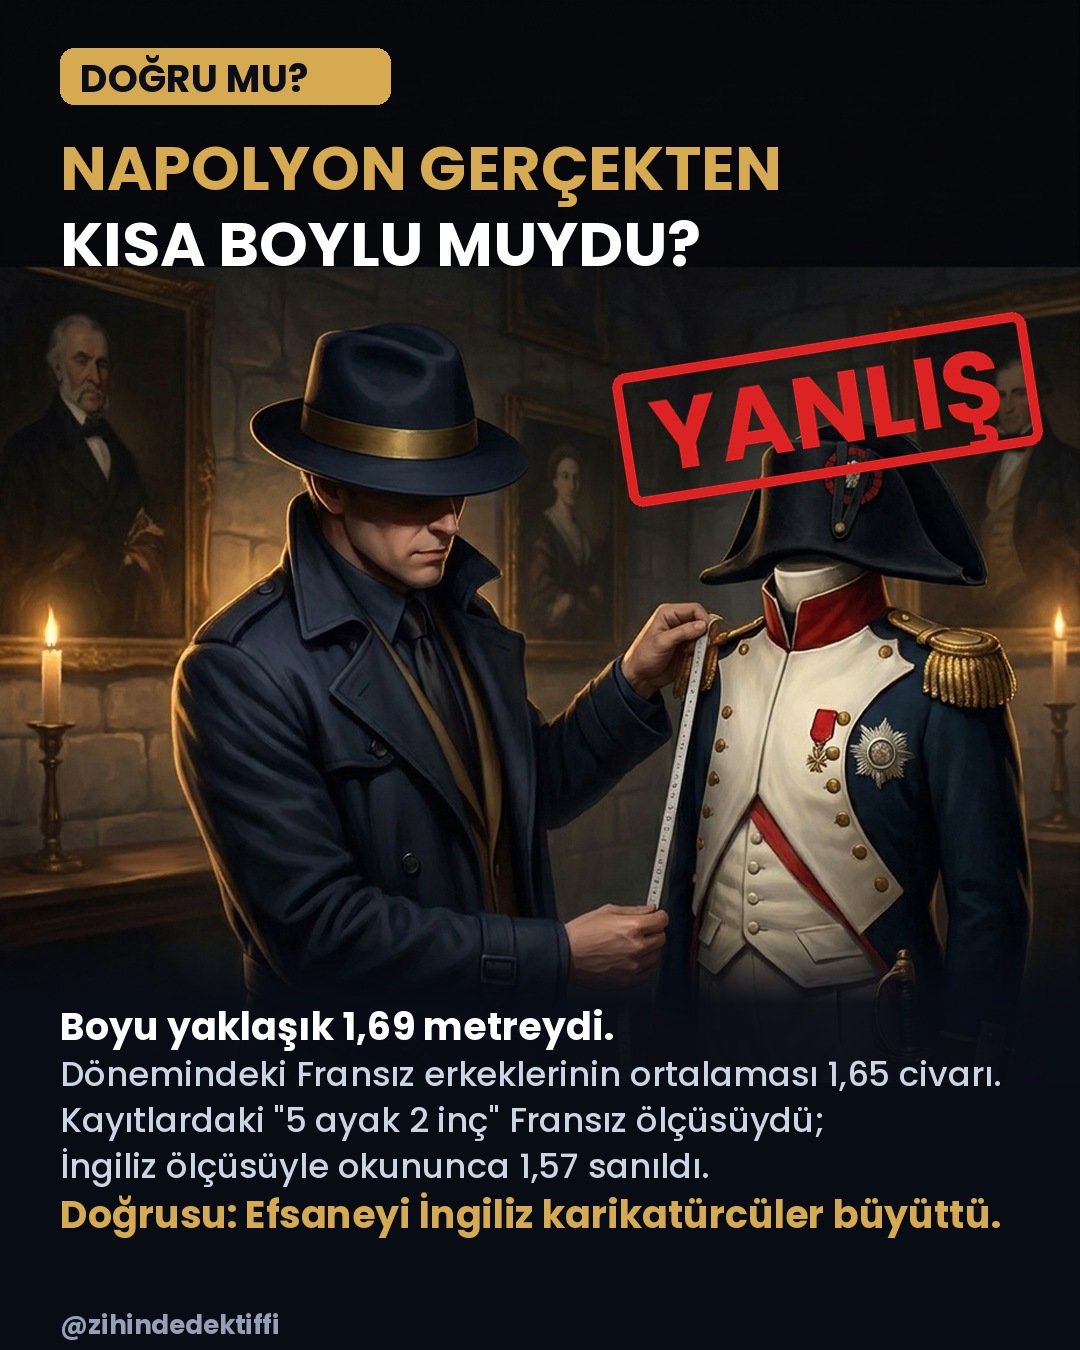 DOĞRU MU?
NAPOLYON GERÇEKTEN
KISA BOYLU MUYDU?
YANLIŞ
Boyu yaklaşık 1,69 metreydi.
Dönemindeki Fransız erkeklerinin ortalaması 1,65 civarı.
Kayıtlardaki "5 ayak 2 inç" Fransız ölçüsüydü;
İngiliz ölçüsüyle okununca 1,57 sanıldı.
Doğrusu: Efsaneyi İngiliz karikatürcüler büyüttü.
@zihindedektiffi